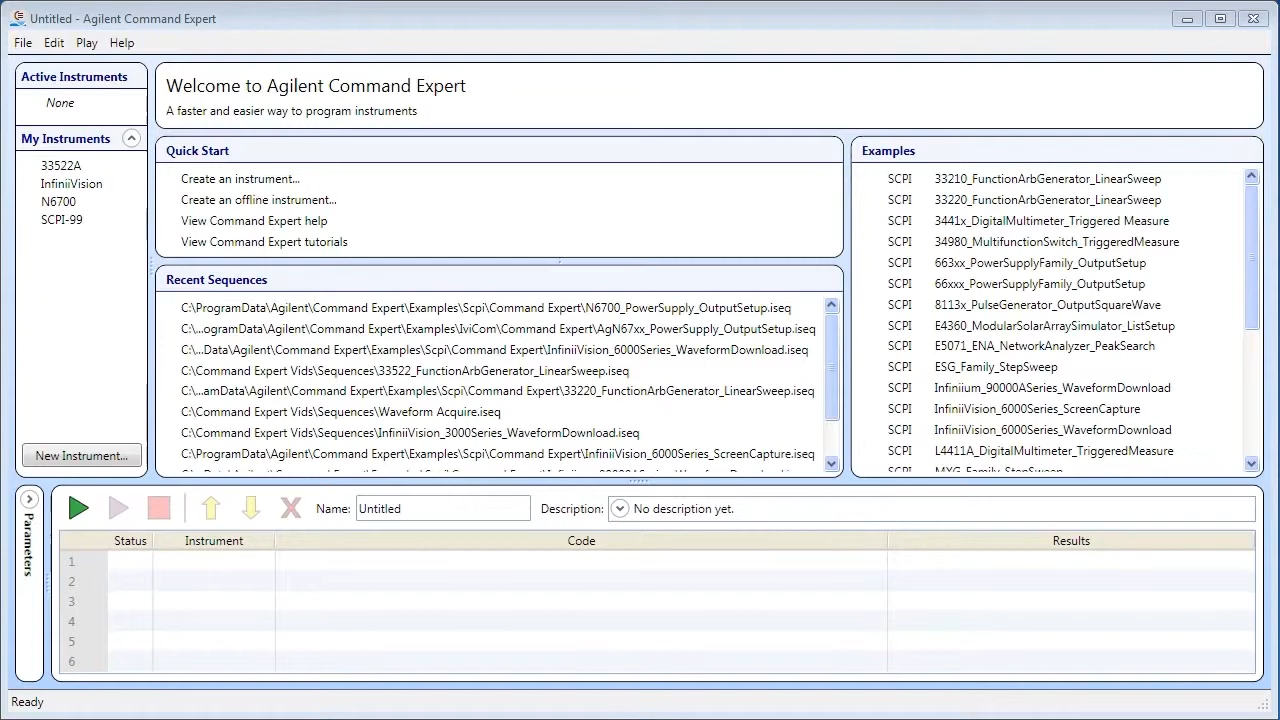 Untitled - Agilent Command Expert
File Edit Play Help
Active Instruments
None
My Instruments
33522A
InfiniiVision
N6700
SCPI-99
New Instrument...
Welcome to Agilent Command Expert
A faster and easier way to program instruments
Quick Start
Create an instrument...
Create an offline instrument...
View Command Expert help
View Command Expert tutorials
Recent Sequences
C:\ProgramData\Agilent\Command Expert\Examples\Scpi\Command Expert\N6700_PowerSupply_OutputSetup.iseq
C:\...ogramData\Agilent\Command Expert\Examples\IviCom\Command Expert\AgN67xx_PowerSupply_OutputSetup.iseq
C:\...Data\Agilent\Command Expert\Examples\Scpi\Command Expert\InfiniiVision_6000Series_WaveformDownload.iseq
C:\Command Expert Vids\Sequences\33522_FunctionArbGenerator_LinearSweep.iseq
C:\...amData\Agilent\Command Expert\Examples\Scpi\Command Expert\33220_FunctionArbGenerator_LinearSweep.iseq
C:\Command Expert Vids\Sequences\Waveform Acquire.iseq
C:\Command Expert Vids\Sequences\InfiniiVision_3000Series_WaveformDownload.iseq
C:\ProgramData\Agilent\Command Expert\Examples\Scpi\Command Expert\InfiniiVision_6000Series_ScreenCapture.iseq
Examples
SCPI 33210_FunctionArbGenerator_LinearSweep
SCPI 33220_FunctionArbGenerator_LinearSweep
SCPI 3441x_DigitalMultimeter_Triggered Measure
SCPI 34980_MultifunctionSwitch_TriggeredMeasure
SCPI 663xx_PowerSupplyFamily_OutputSetup
SCPI 66xxx_PowerSupplyFamily_OutputSetup
SCPI 8113x_PulseGenerator_OutputSquareWave
SCPI E4360_ModularSolarArraySimulator_ListSetup
SCPI E5071_ENA_NetworkAnalyzer_PeakSearch
SCPI ESG_Family_StepSweep
SCPI Infiniium_90000ASeries_WaveformDownload
SCPI InfiniiVision_6000Series_ScreenCapture
SCPI InfiniiVision_6000Series_WaveformDownload
SCPI L4411A_DigitalMultimeter_TriggeredMeasure
SCPI MXG_Family_StepSweep
Parameters
Name: Untitled Description: No description yet.
Status Instrument Code Results
1
2
3
4
5
6
Ready